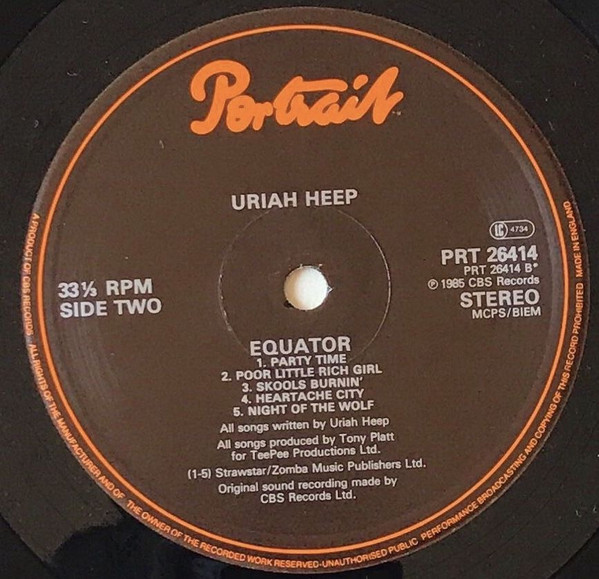 Portrait
URIAH HEEP
LC 4734
PRT 26414
PRT 26414 B*
℗ 1985 CBS Records
STEREO
MCPS/BIEM
33⅓ RPM
SIDE TWO
EQUATOR
1. PARTY TIME
2. POOR LITTLE RICH GIRL
3. SKOOLS BURNIN'
4. HEARTACHE CITY
5. NIGHT OF THE WOLF
All songs written by Uriah Heep
All songs produced by Tony Platt
for TeePee Productions Ltd.
(1-5) Strawstar/Zomba Music Publishers Ltd.
Original sound recording made by
CBS Records Ltd.
A PRODUCT OF CBS RECORDS ALL RIGHTS OF THE MANUFACTURER AND OF THE OWNER OF THE RECORDED WORK RESERVED-UNAUTHORISED PUBLIC PERFORMANCE BROADCASTING AND COPYING OF THIS RECORD PROHIBITED MADE IN ENGLAND